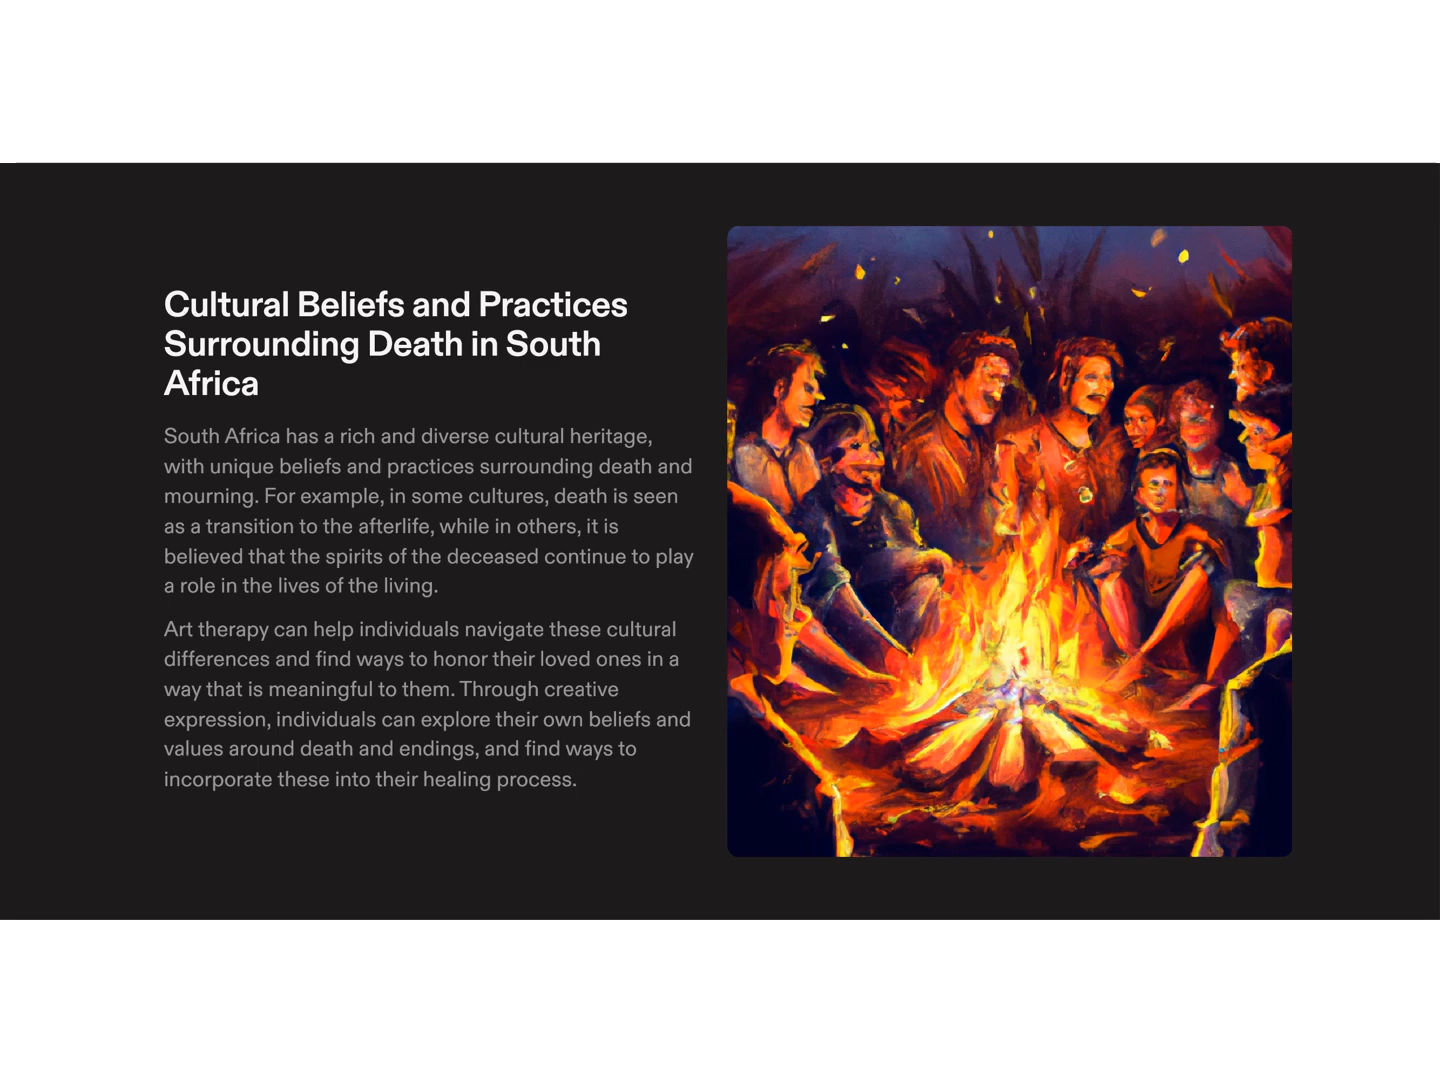 Cultural Beliefs and Practices
Surrounding Death in South
Africa
South Africa has a rich and diverse cultural heritage,
with unique beliefs and practices surrounding death and
mourning. For example, in some cultures, death is seen
as a transition to the afterlife, while in others, it is
believed that the spirits of the deceased continue to play
a role in the lives of the living.
Art therapy can help individuals navigate these cultural
differences and find ways to honor their loved ones in a
way that is meaningful to them. Through creative
expression, individuals can explore their own beliefs and
values around death and endings, and find ways to
incorporate these into their healing process.